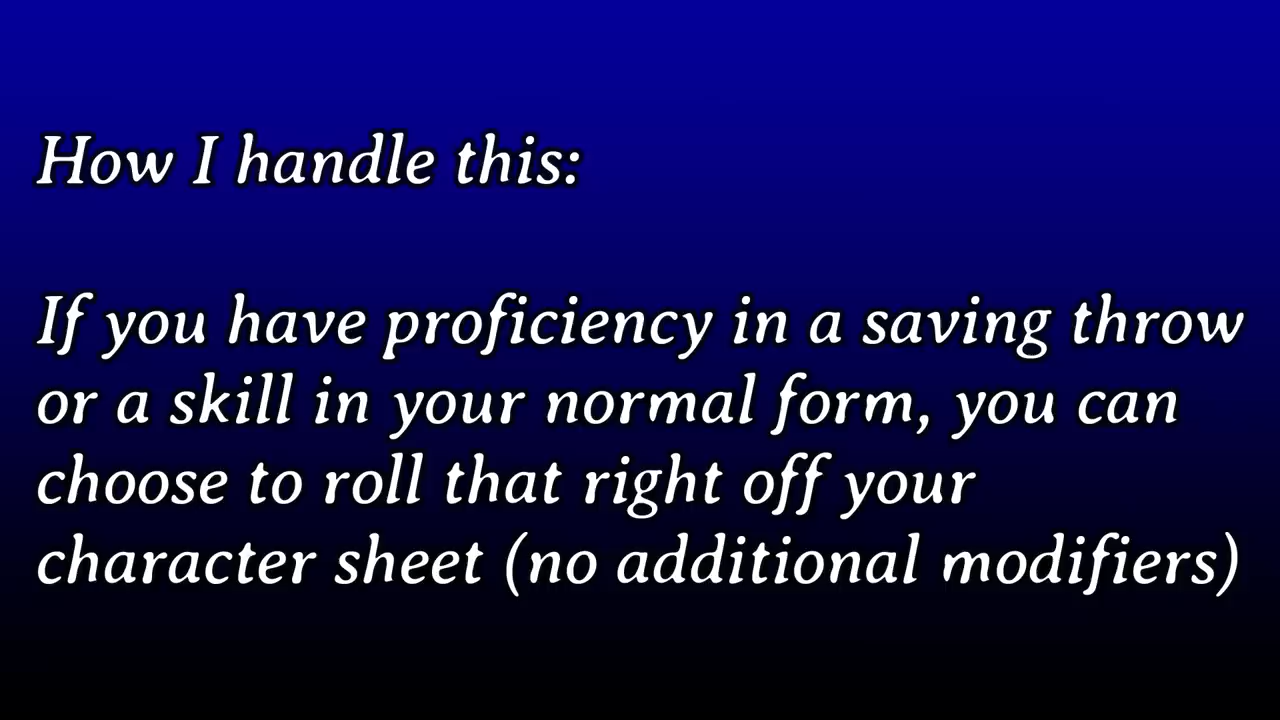 How I handle this:
If you have proficiency in a saving throw
or a skill in your normal form, you can
choose to roll that right off your
character sheet (no additional modifiers)